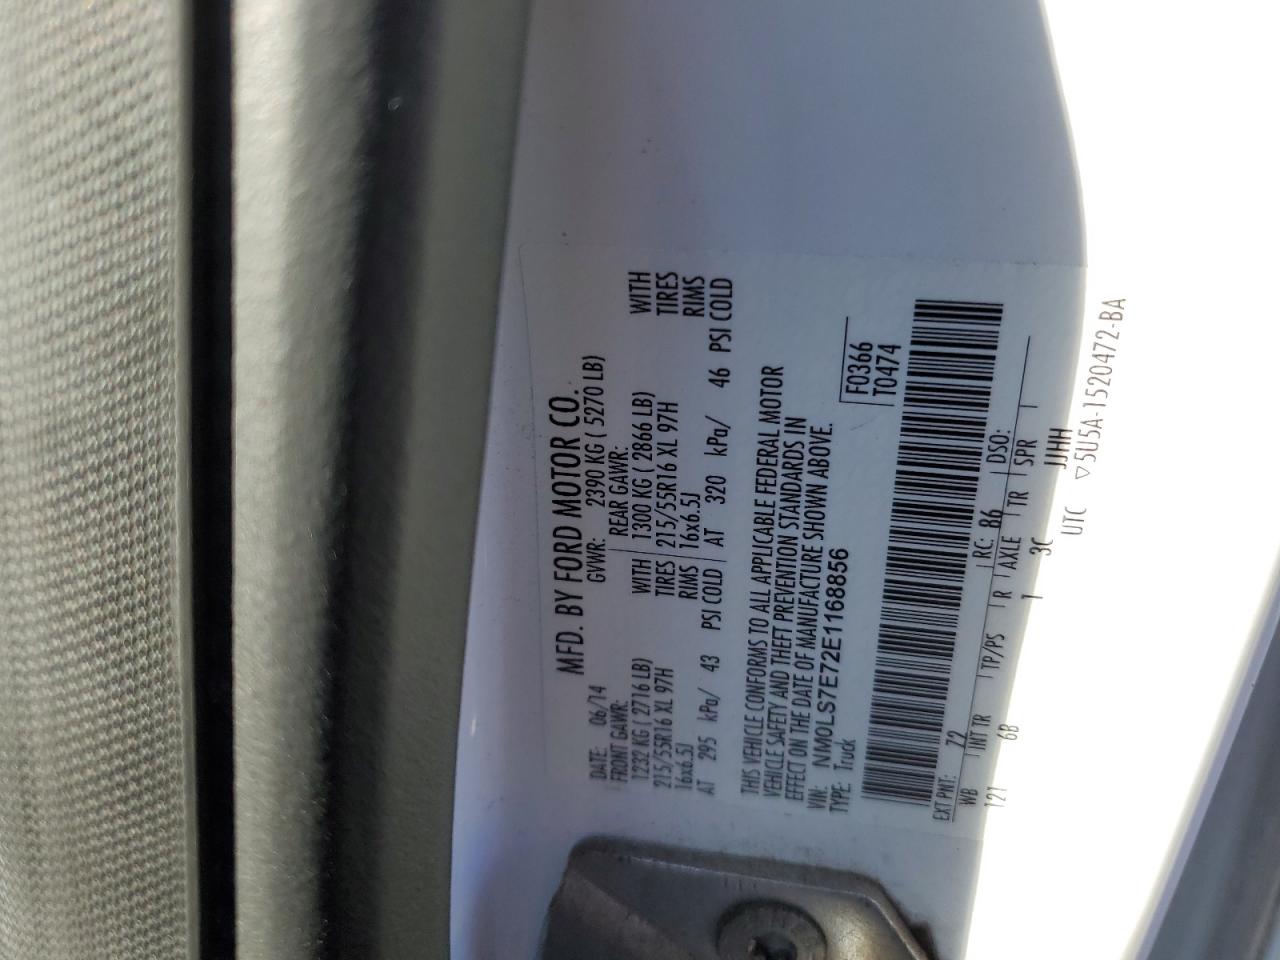 MFD. BY FORD MOTOR CO.
DATE: 06/14 GVWR: 2390 KG ( 5270 LB)
FRONT GAWR: REAR GAWR:
1232 KG ( 2716 LB) WITH 1300 KG ( 2866 LB) WITH
215/55R16 XL 97H TIRES 215/55R16 XL 97H TIRES
16x6.5J RIMS 16x6.5J RIMS
AT 295 kPa/ 43 PSI COLD AT 320 kPa/ 46 PSI COLD
THIS VEHICLE CONFORMS TO ALL APPLICABLE FEDERAL MOTOR
VEHICLE SAFETY AND THEFT PREVENTION STANDARDS IN
EFFECT ON THE DATE OF MANUFACTURE SHOWN ABOVE.
VIN: NM0LS7E72E1168856
TYPE: Truck
F0366
T0474
EXT PNT: 72 RC: 86 DSO:
WB INT TR TP/PS R AXLE TR SPR
121 6B 1 3C JJHH
UTC ▽5U5A-1520472-BA